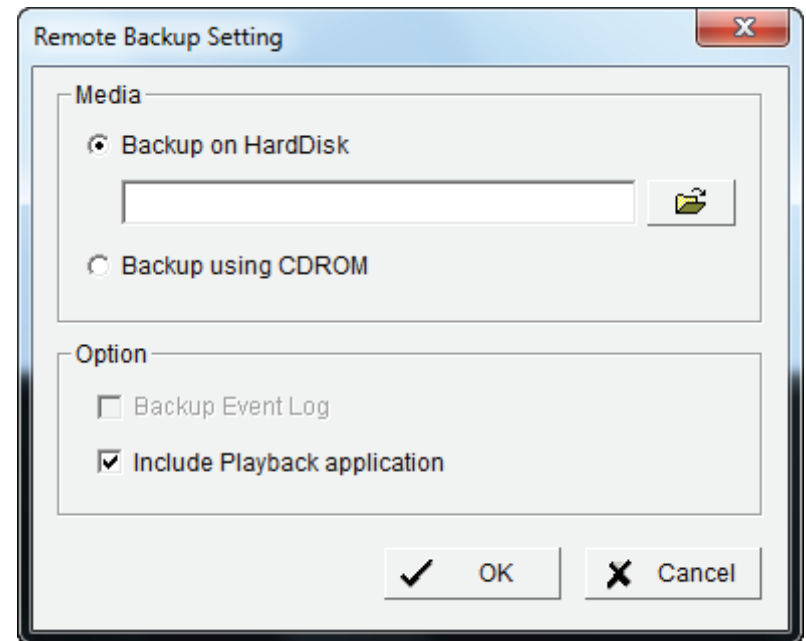 Remote Backup Setting
Media
Backup on HardDisk
Backup using CDROM
Option
Backup Event Log
Include Playback application
OK Cancel